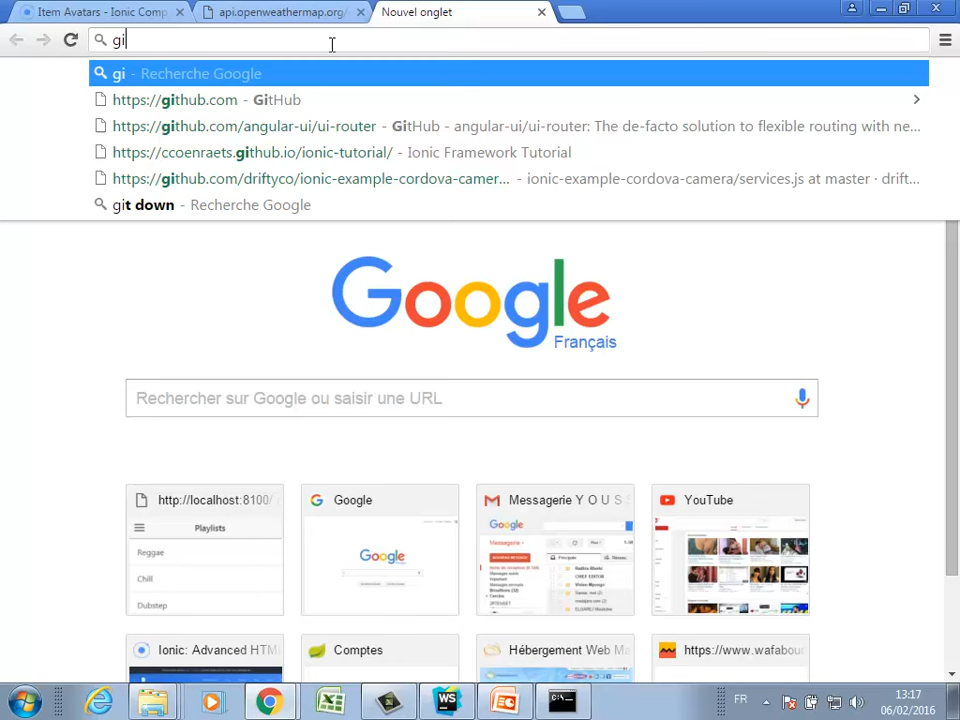 Item Avatars - Ionic Comp
api.openweathermap.org/
Nouvel onglet
gi
gi - Recherche Google
https://github.com - GitHub
https://github.com/angular-ui/ui-router - GitHub - angular-ui/ui-router: The de-facto solution to flexible routing with ne...
https://ccoenraets.github.io/ionic-tutorial/ - Ionic Framework Tutorial
https://github.com/driftyco/ionic-example-cordova-camer... - ionic-example-cordova-camera/services.js at master · drift...
git down - Recherche Google
Google
Français
Rechercher sur Google ou saisir une URL
http://localhost:8100/
Google
Messagerie Y O U S
YouTube
Playlists
Reggae
Chill
Dubstep
Google
Google
Ionic: Advanced HTM
Comptes
Hébergement Web Ma
https://www.wafabour
WS
FR
13:17
06/02/2016